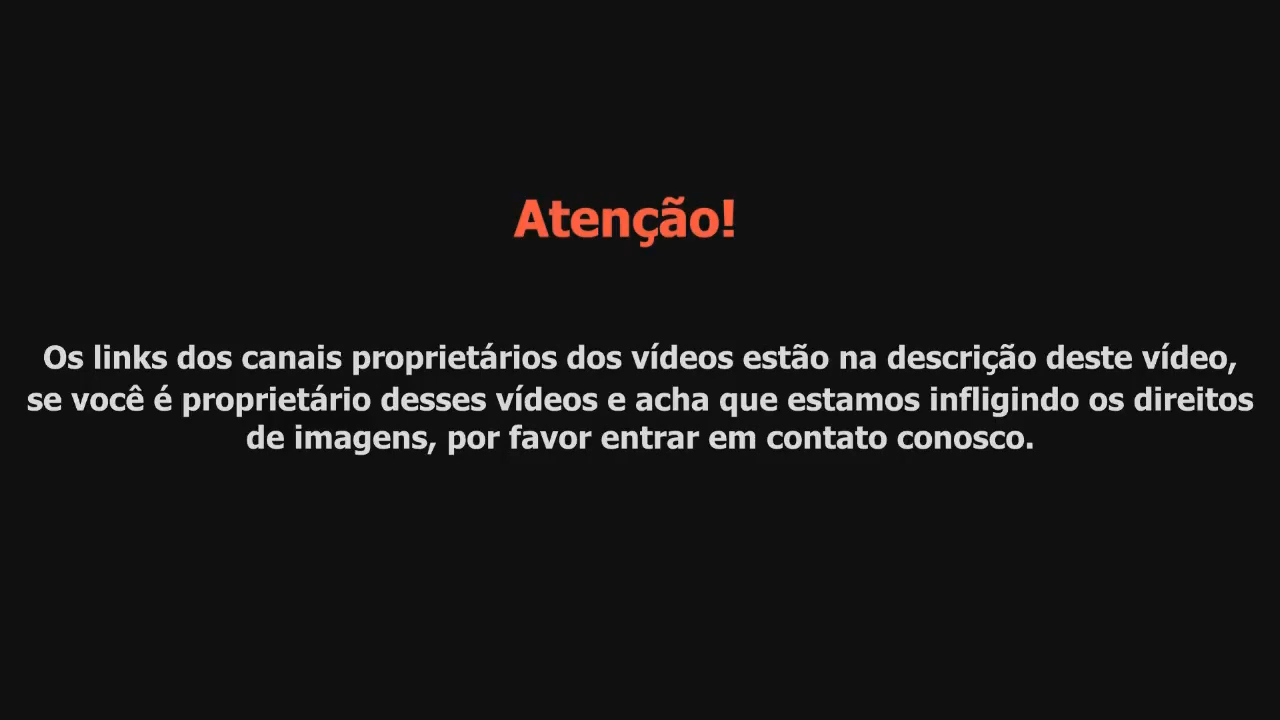 Atenção!
Os links dos canais proprietários dos vídeos estão na descrição deste vídeo,
se você é proprietário desses vídeos e acha que estamos infligindo os direitos
de imagens, por favor entrar em contato conosco.